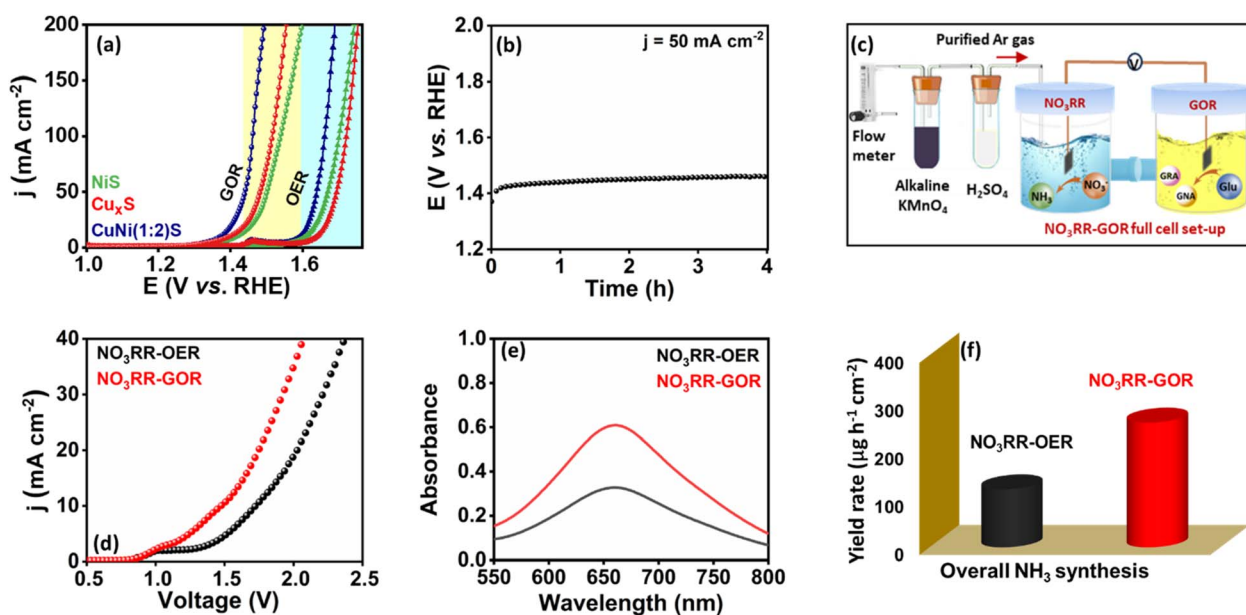 (a)
200
150
100
50
0
j (mA cm⁻²)
GOR
OER
NiS
CuₓS
CuNi(1:2)S
1.0 1.2 1.4 1.6
E (V vs. RHE)
(b)
j = 50 mA cm⁻²
2.0
1.8
1.6
1.4
1.2
E (V vs. RHE)
0 1 2 3 4
Time (h)
(c)
Purified Ar gas
V
NO₃RR
GOR
Flow
meter
Alkaline
KMnO₄
H₂SO₄
NH₃
NO₃⁻
GRA
GNA
Glu
NO₃RR-GOR full cell set-up
40
30
20
10
0
j (mA cm⁻²)
NO₃RR-OER
NO₃RR-GOR
(d)
0.5 1.0 1.5 2.0 2.5
Voltage (V)
1.0
0.8
0.6
0.4
0.2
0.0
Absorbance
(e)
NO₃RR-OER
NO₃RR-GOR
550 600 650 700 750 800
Wavelength (nm)
(f)
400
300
200
100
0
Yield rate (µg h⁻¹ cm⁻²)
NO₃RR-OER
NO₃RR-GOR
Overall NH₃ synthesis